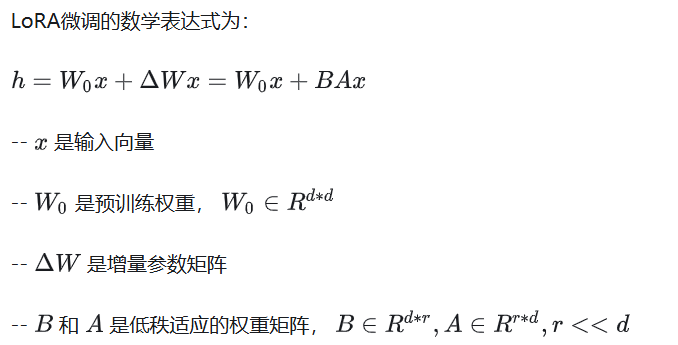 LoRA微调的数学表达式为：
h = W₀x + ΔWx = W₀x + BAx
-- x 是输入向量
-- W₀ 是预训练权重， W₀ ∈ R^{d*d}
-- ΔW 是增量参数矩阵
-- B 和 A 是低秩适应的权重矩阵， B ∈ R^{d*r}, A ∈ R^{r*d}, r << d